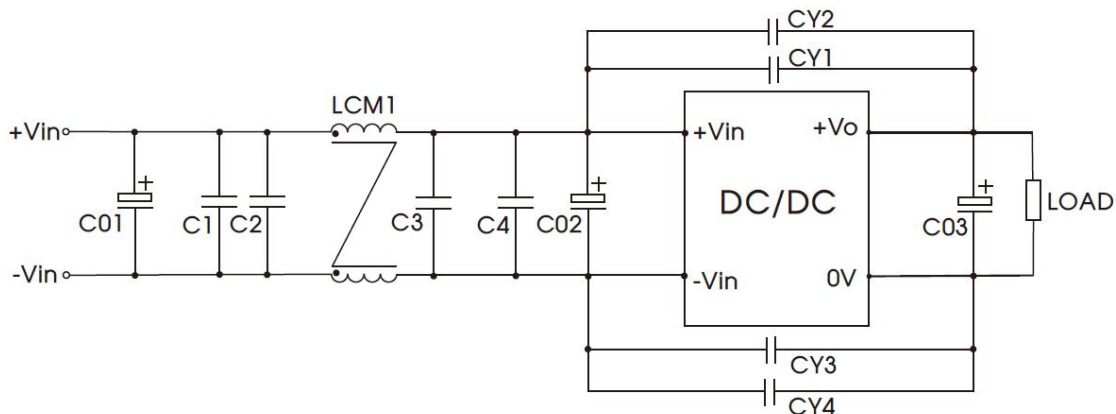 CY2
CY1
LCM1
+Vin
+Vin
+Vo
+
C01
C1
C2
C3
C4
+
C02
DC/DC
+
C03
LOAD
-Vin
-Vin
0V
CY3
CY4